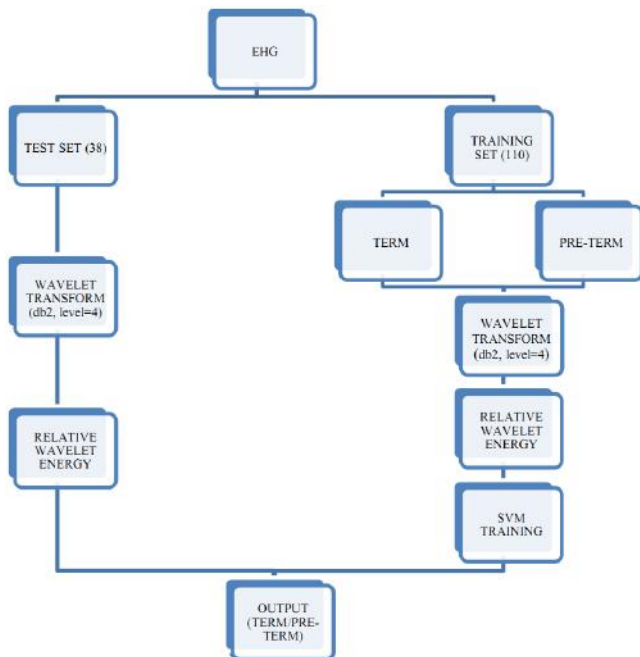 EHG
TEST SET (38)
TRAINING
SET (110)
TERM
PRE-TERM
WAVELET
TRANSFORM
(db2, level=4)
WAVELET
TRANSFORM
(db2, level=4)
RELATIVE
WAVELET
ENERGY
RELATIVE
WAVELET
ENERGY
SVM
TRAINING
OUTPUT
(TERM/PRE-
TERM)